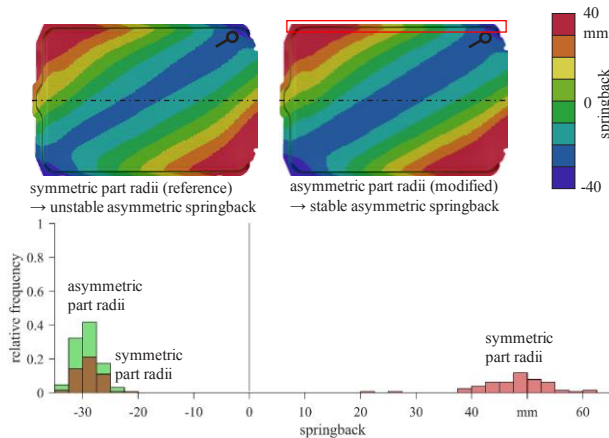 40
mm
0
-40
springback
symmetric part radii (reference)
→ unstable asymmetric springback
asymmetric part radii (modified)
→ stable asymmetric springback
1
0.8
0.6
0.4
0.2
0
relative frequency
asymmetric
part radii
symmetric
part radii
symmetric
part radii
-30 -20 -10 0 10 20 30 40 mm 60
springback